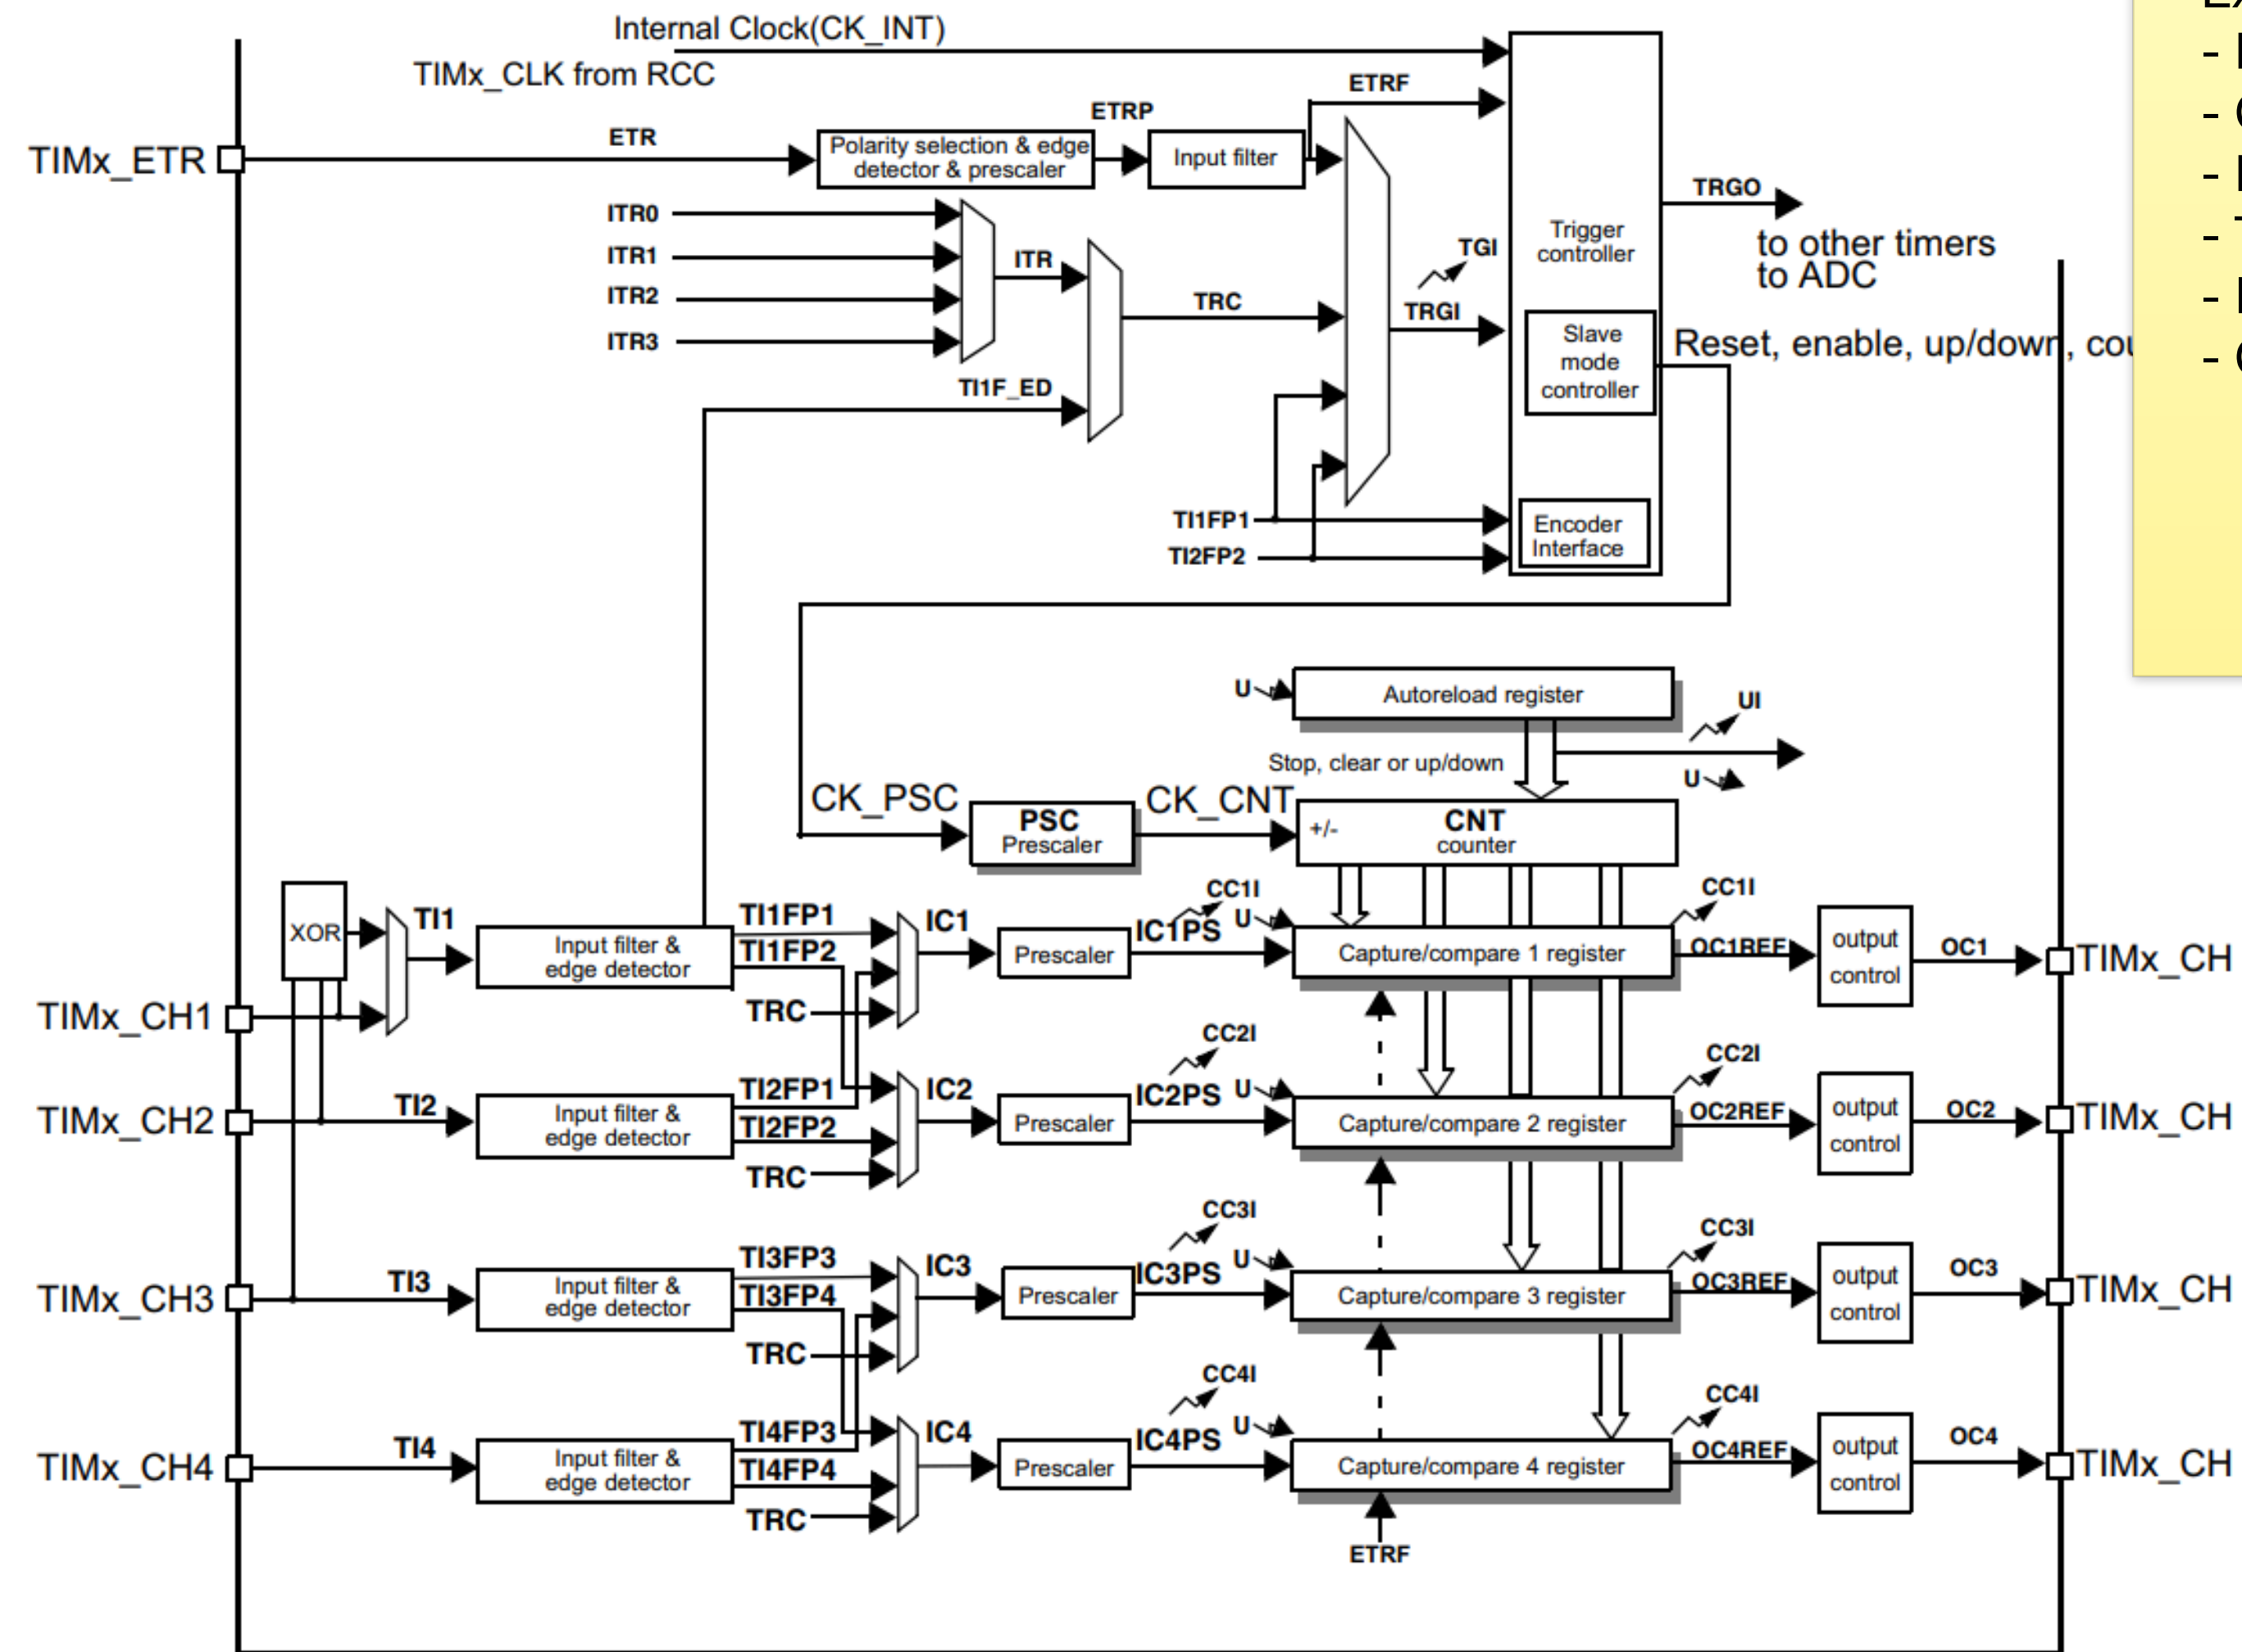 Internal Clock(CK_INT)
TIMx_CLK from RCC
ETRF
ETRP
ETR
TIMx_ETR
Polarity selection & edge
detector & prescaler
Input filter
ITR0
ITR1
ITR2
ITR3
ITR
TRC
TI1F_ED
TGI
TRGI
Trigger
controller
TRGO
to other timers
to ADC
Slave
mode
controller
Reset, enable, up/down,
TI1FP1
TI2FP2
Encoder
Interface
U
Autoreload register
UI
Stop, clear or up/down
U
CK_PSC
PSC
Prescaler
CK_CNT
+/-
CNT
counter
XOR
TI1
Input filter &
edge detector
TI1FP1
TI1FP2
TRC
IC1
Prescaler
CC1I
IC1PS
U
Capture/compare 1 register
CC1I
OC1REF
output
control
OC1
TIMx_CH
TIMx_CH1
TIMx_CH2
TI2
Input filter &
edge detector
TI2FP1
TI2FP2
TRC
IC2
Prescaler
CC2I
IC2PS
U
Capture/compare 2 register
CC2I
OC2REF
output
control
OC2
TIMx_CH
TIMx_CH3
TI3
Input filter &
edge detector
TI3FP3
TI3FP4
TRC
IC3
Prescaler
CC3I
IC3PS
U
Capture/compare 3 register
CC3I
OC3REF
output
control
OC3
TIMx_CH
TIMx_CH4
TI4
Input filter &
edge detector
TI4FP3
TI4FP4
TRC
IC4
Prescaler
CC4I
IC4PS
U
Capture/compare 4 register
CC4I
OC4REF
output
control
OC4
TIMx_CH
ETRF